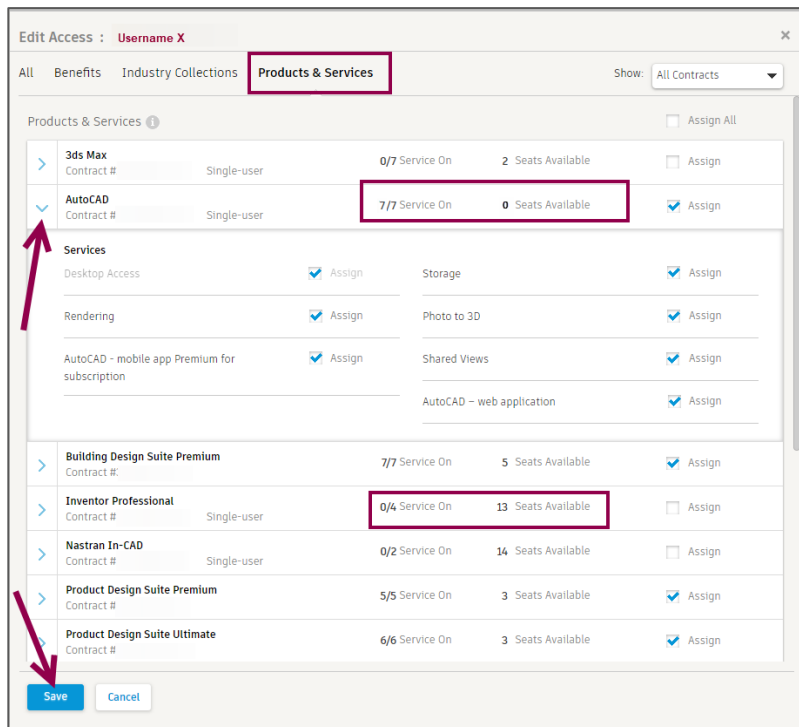 Edit Access : Username X ×
All Benefits Industry Collections Products & Services Show: All Contracts
Products & Services i Assign All
3ds Max 0/7 Service On 2 Seats Available Assign
Contract # Single-user
AutoCAD 7/7 Service On 0 Seats Available Assign
Contract # Single-user
Services
Desktop Access Assign Storage Assign
Rendering Assign Photo to 3D Assign
AutoCAD - mobile app Premium for Assign Shared Views Assign
subscription
AutoCAD – web application Assign
Building Design Suite Premium 7/7 Service On 5 Seats Available Assign
Contract #:
Inventor Professional 0/4 Service On 13 Seats Available Assign
Contract # Single-user
Nastran In-CAD 0/2 Service On 14 Seats Available Assign
Contract # Single-user
Product Design Suite Premium 5/5 Service On 3 Seats Available Assign
Contract #
Product Design Suite Ultimate 6/6 Service On 3 Seats Available Assign
Contract #
Save Cancel